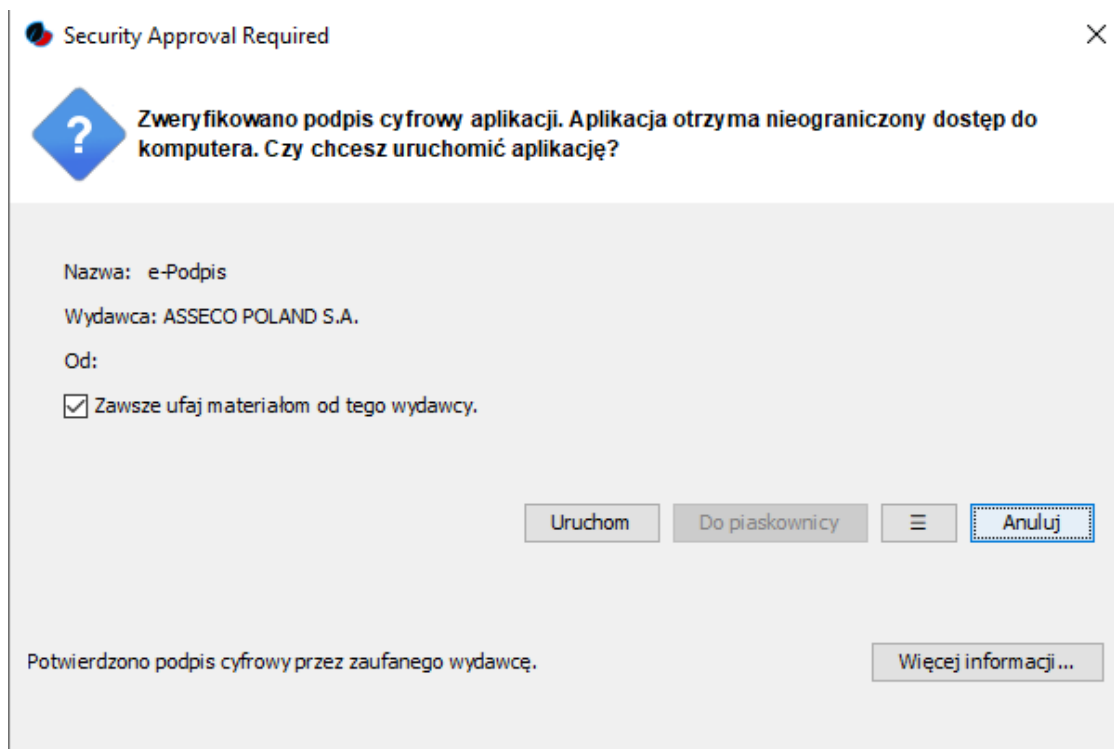 Security Approval Required
?
Zweryfikowano podpis cyfrowy aplikacji. Aplikacja otrzyma nieograniczony dostęp do
komputera. Czy chcesz uruchomić aplikację?
Nazwa: e-Podpis
Wydawca: ASSECO POLAND S.A.
Od:
Zawsze ufaj materiałom od tego wydawcy.
Uruchom Do piaskownicy ☰ Anuluj
Potwierdzono podpis cyfrowy przez zaufanego wydawcę. Więcej informacji...